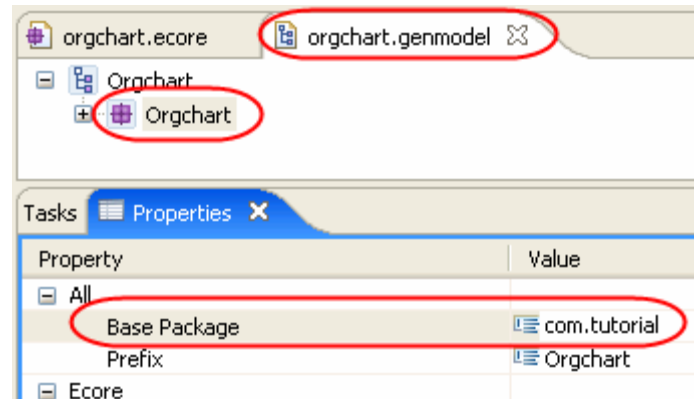 orgchart.ecore orgchart.genmodel
Orgchart
Orgchart
Tasks Properties
Property Value
All
Base Package com.tutorial
Prefix Orgchart
Ecore